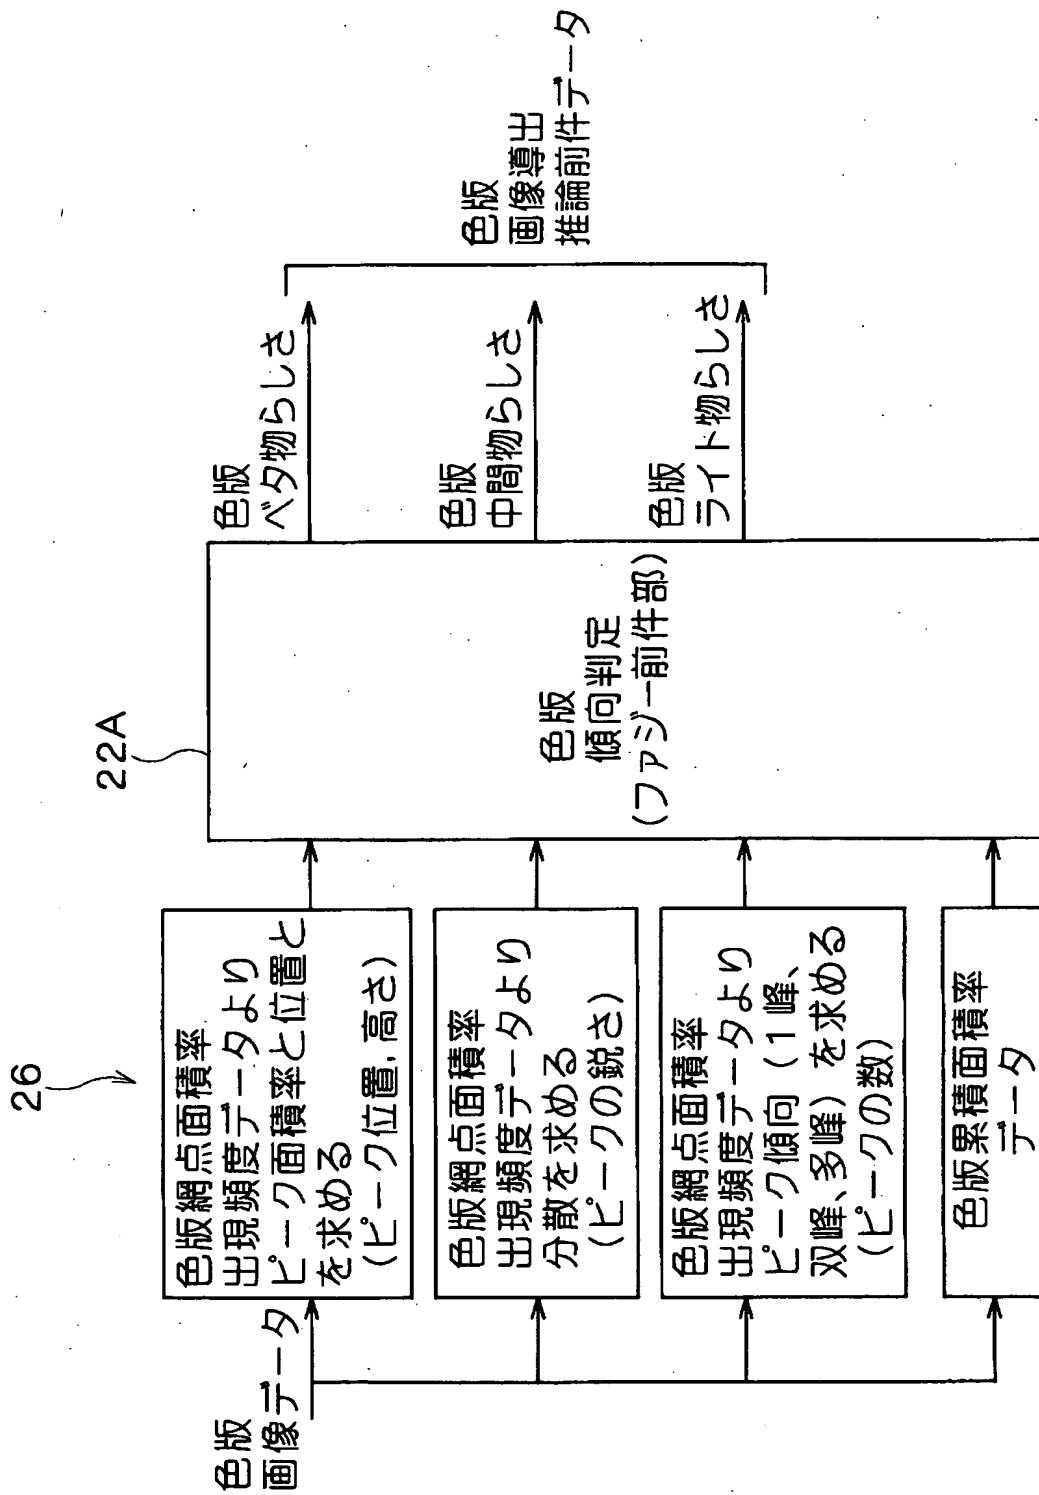 26
22A
色版
画像データ
色版網点面積率
出現頻度データより
ピーク面積率と位置と
を求める
(ピーク位置,高さ)
色版網点面積率
出現頻度データより
分散を求める
(ピークの鋭さ)
色版網点面積率
出現頻度データより
ピーク傾向(1峰、
双峰、多峰)を求める
(ピークの数)
色版累積面積率
データ
色版
傾向判定
(ファジー前件部)
色版
ベタ物らしさ
色版
中間物らしさ
色版
ライト物らしさ
色版
画像導出
推論前件データ